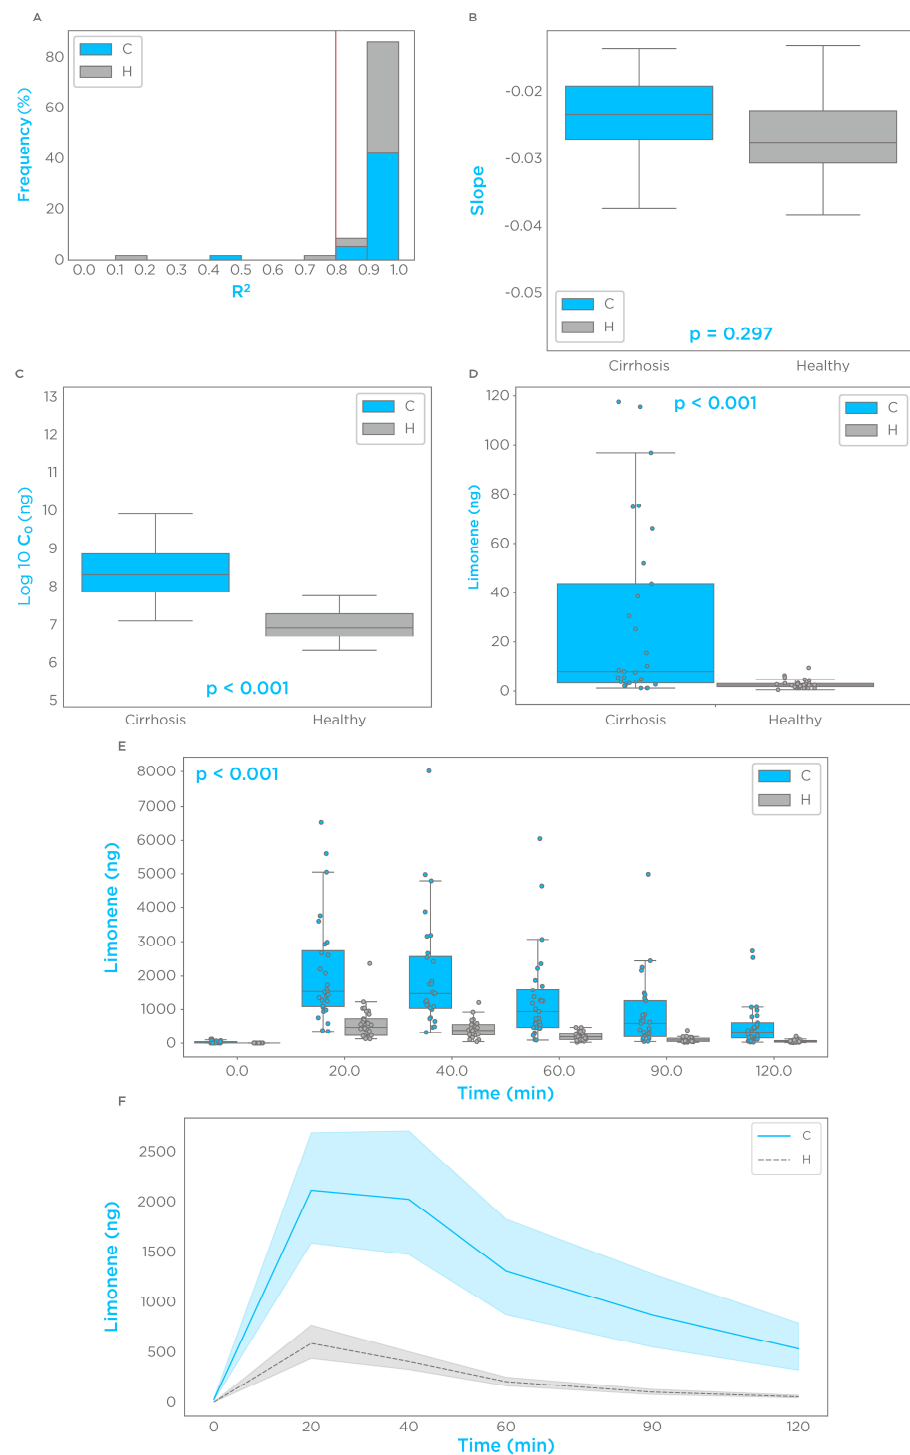 A
Frequency (%)
80
60
40
20
0
C
H
0.0 0.1 0.2 0.3 0.4 0.5 0.6 0.7 0.8 0.9 1.0
R²
B
Slope
-0.02
-0.03
-0.04
-0.05
C
H
p = 0.297
Cirrhosis Healthy
C
Log 10 C₀ (ng)
13
12
11
10
9
8
7
6
5
C
H
p < 0.001
Cirrhosis Healthy
D
Limonene (ng)
120
100
80
60
40
20
0
p < 0.001
C
H
Cirrhosis Healthy
E
Limonene (ng)
8000
7000
6000
5000
4000
3000
2000
1000
0
p < 0.001
C
H
0.0 20.0 40.0 60.0 90.0 120.0
Time (min)
F
Limonene (ng)
2500
2000
1500
1000
500
0
C
H
0 20 40 60 90 120
Time (min)